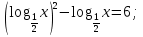 (log_{1/2} x)² − log_{1/2} x = 6;